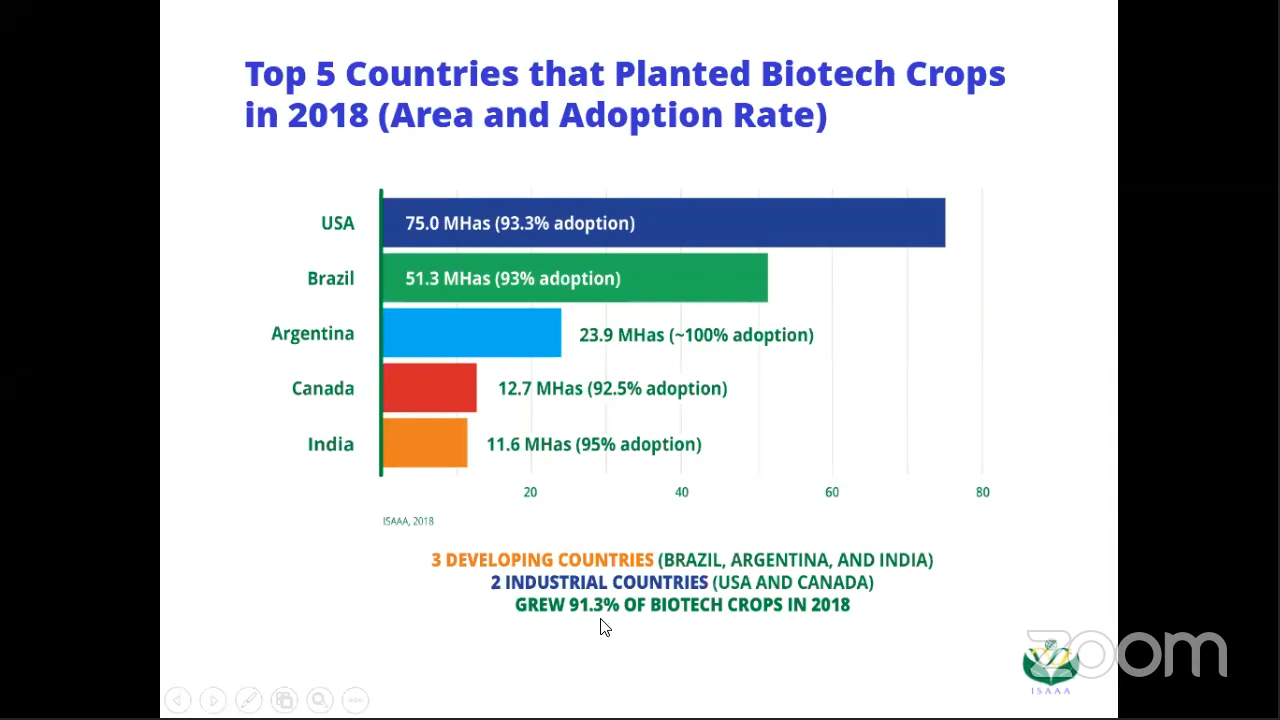 Top 5 Countries that Planted Biotech Crops
in 2018 (Area and Adoption Rate)
USA
75.0 MHas (93.3% adoption)
Brazil
51.3 MHas (93% adoption)
Argentina
23.9 MHas (~100% adoption)
Canada
12.7 MHas (92.5% adoption)
India
11.6 MHas (95% adoption)
20 40 60 80
ISAAA, 2018
3 DEVELOPING COUNTRIES (BRAZIL, ARGENTINA, AND INDIA)
2 INDUSTRIAL COUNTRIES (USA AND CANADA)
GREW 91.3% OF BIOTECH CROPS IN 2018
zoom
ISAAA